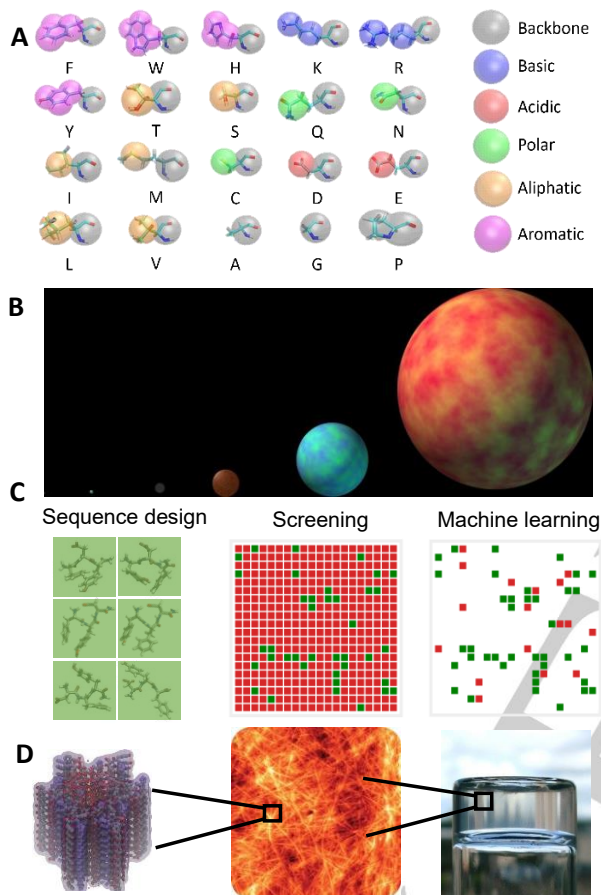 A
F W H K R
Y T S Q N
I M C D E
L V A G P
Backbone
Basic
Acidic
Polar
Aliphatic
Aromatic
B
C
Sequence design Screening Machine learning
D